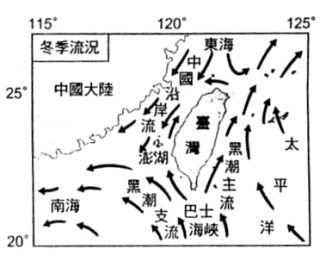 115°
120°
125°
冬季流況
東海
中國大陸
中國沿岸流
25°
臺灣
澎湖
黑潮主流
太平洋
黑潮支流
南海
巴士
海峽
20°